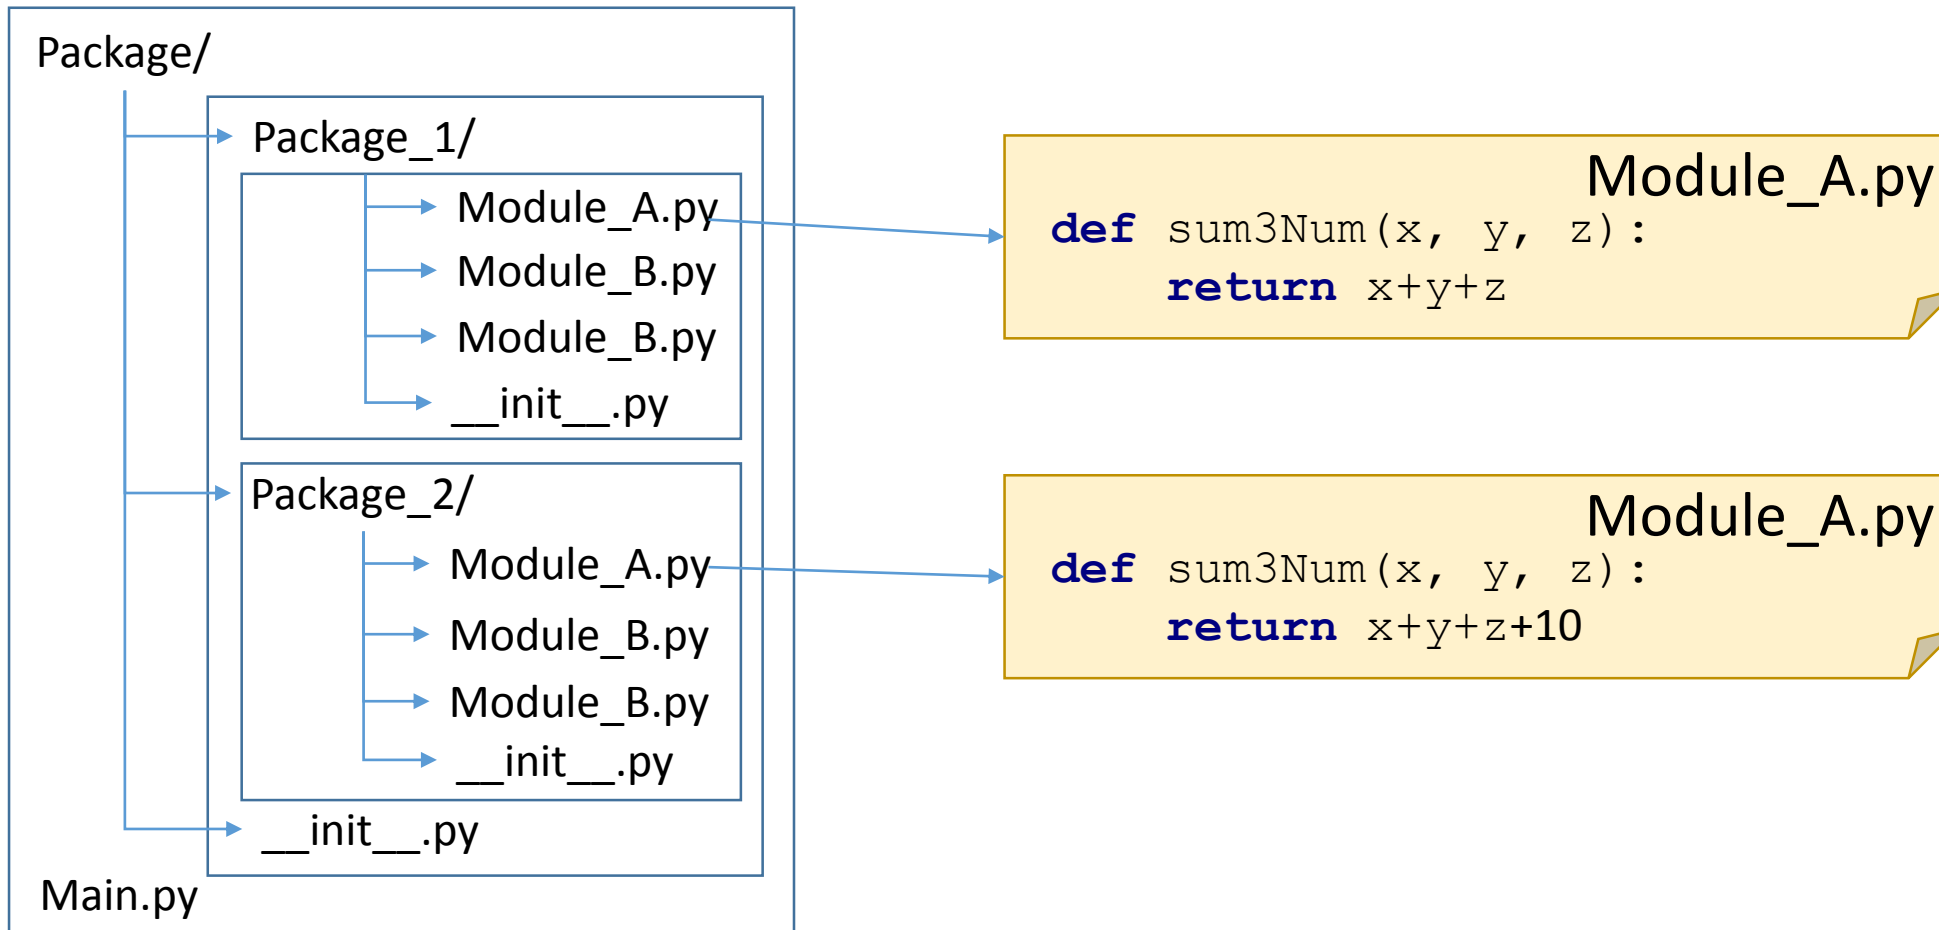 Package/
Package_1/
Module_A.py
Module_B.py
Module_B.py
__init__.py
Package_2/
Module_A.py
Module_B.py
Module_B.py
__init__.py
__init__.py
Main.py
Module_A.py
def sum3Num(x, y, z):
return x+y+z
Module_A.py
def sum3Num(x, y, z):
return x+y+z+10